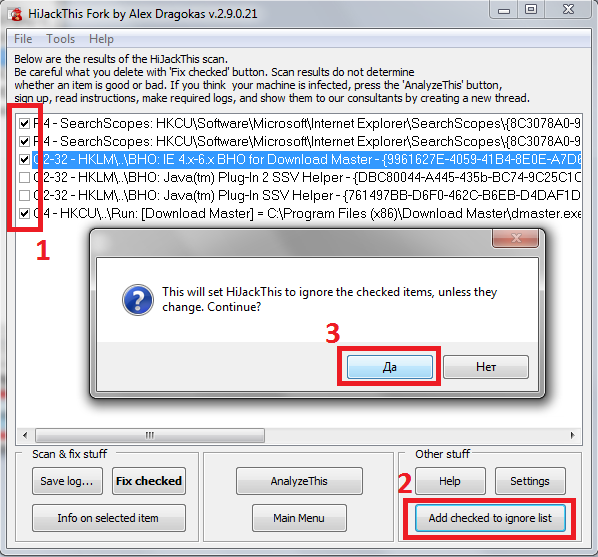 HiJackThis Fork by Alex Dragokas v.2.9.0.21
File Tools Help
Below are the results of the HiJackThis scan.
Be careful what you delete with 'Fix checked' button. Scan results do not determine
whether an item is good or bad. If you think your machine is infected, press the 'AnalyzeThis' button,
sign up, read instructions, make required logs, and show them to our consultants by creating a new thread.
R4 - SearchScopes: HKCU\Software\Microsoft\Internet Explorer\SearchScopes\{8C3078A0-9
R4 - SearchScopes: HKCU\Software\Microsoft\Internet Explorer\SearchScopes\{8C3078A0-9
O2-32 - HKLM\..\BHO: IE 4.x-6.x BHO for Download Master - {9961627E-4059-41B4-8E0E-A7D6
O2-32 - HKLM\..\BHO: Java(tm) Plug-In 2 SSV Helper - {DBC80044-A445-435b-BC74-9C25C1C
O2-32 - HKLM\..\BHO: Java(tm) Plug-In SSV Helper - {761497BB-D6F0-462C-B6EB-D4DAF1D
O4 - HKCU\..\Run: [Download Master] = C:\Program Files (x86)\Download Master\dmaster.exe
1
This will set HiJackThis to ignore the checked items, unless they
change. Continue?
3
Да Нет
Scan & fix stuff
Other stuff
Save log... Fix checked AnalyzeThis 2 Help Settings
Info on selected item Main Menu Add checked to ignore list